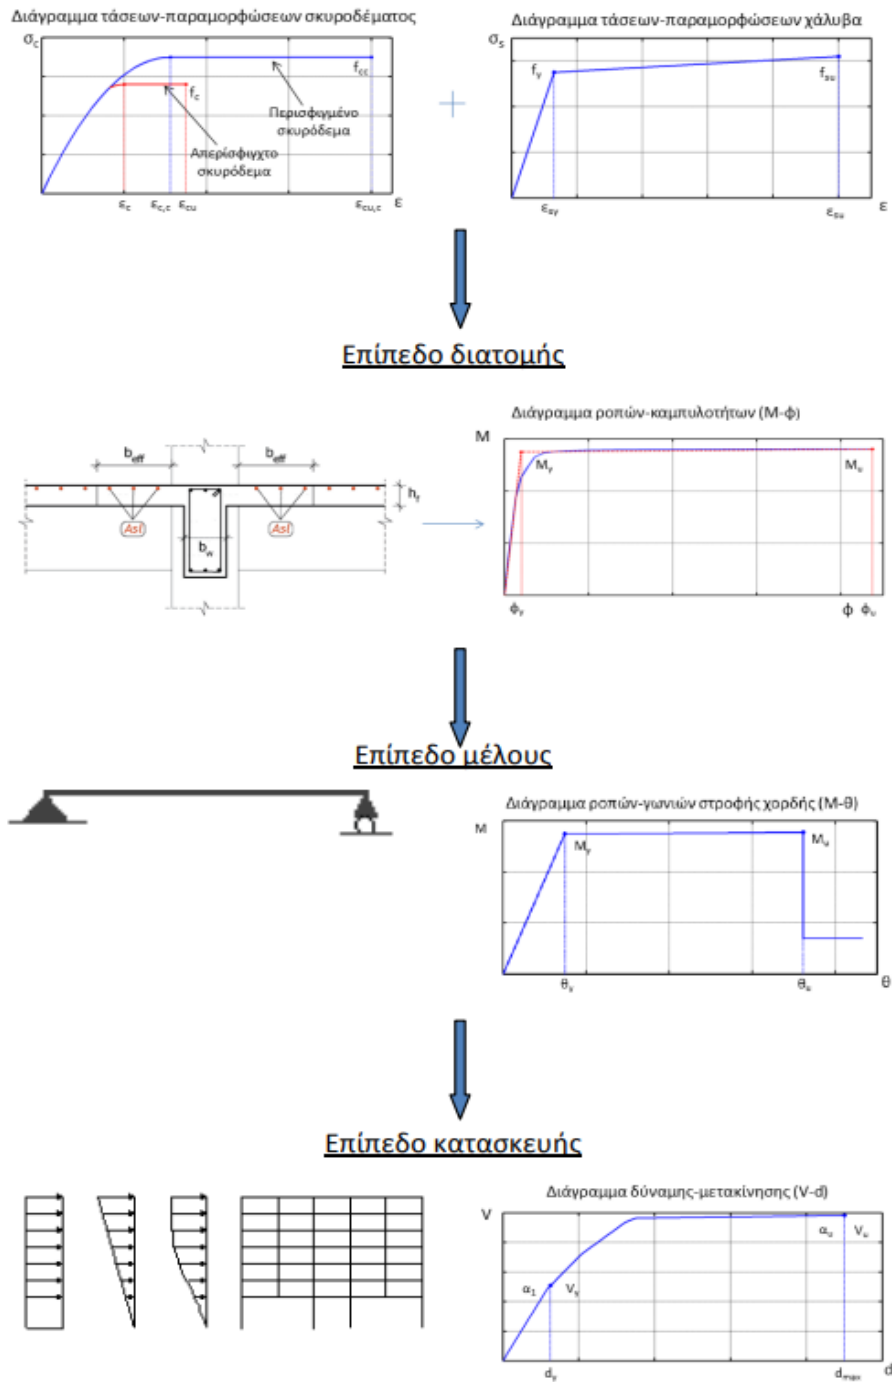 Διάγραμμα τάσεων-παραμορφώσεων σκυροδέματος
σc
fcc
fc
Περισφιγμένο
σκυρόδεμα
Απερίσφιγχτο
σκυρόδεμα
εc
εc,c
εcu
εcu,c
ε
+
Διάγραμμα τάσεων-παραμορφώσεων χάλυβα
σs
fy
fsu
εsy
εsu
ε
Επίπεδο διατομής
beff
beff
hf
Asl
Asl
bw
Διάγραμμα ροπών-καμπυλοτήτων (Μ-φ)
M
My
Mu
φy
φ
φu
Επίπεδο μέλους
Διάγραμμα ροπών-γωνιών στροφής χορδής (Μ-θ)
M
My
Mu
θy
θu
θ
Επίπεδο κατασκευής
Διάγραμμα δύναμης-μετακίνησης (V-d)
V
αu
Vu
α1
Vy
dy
dmax
d